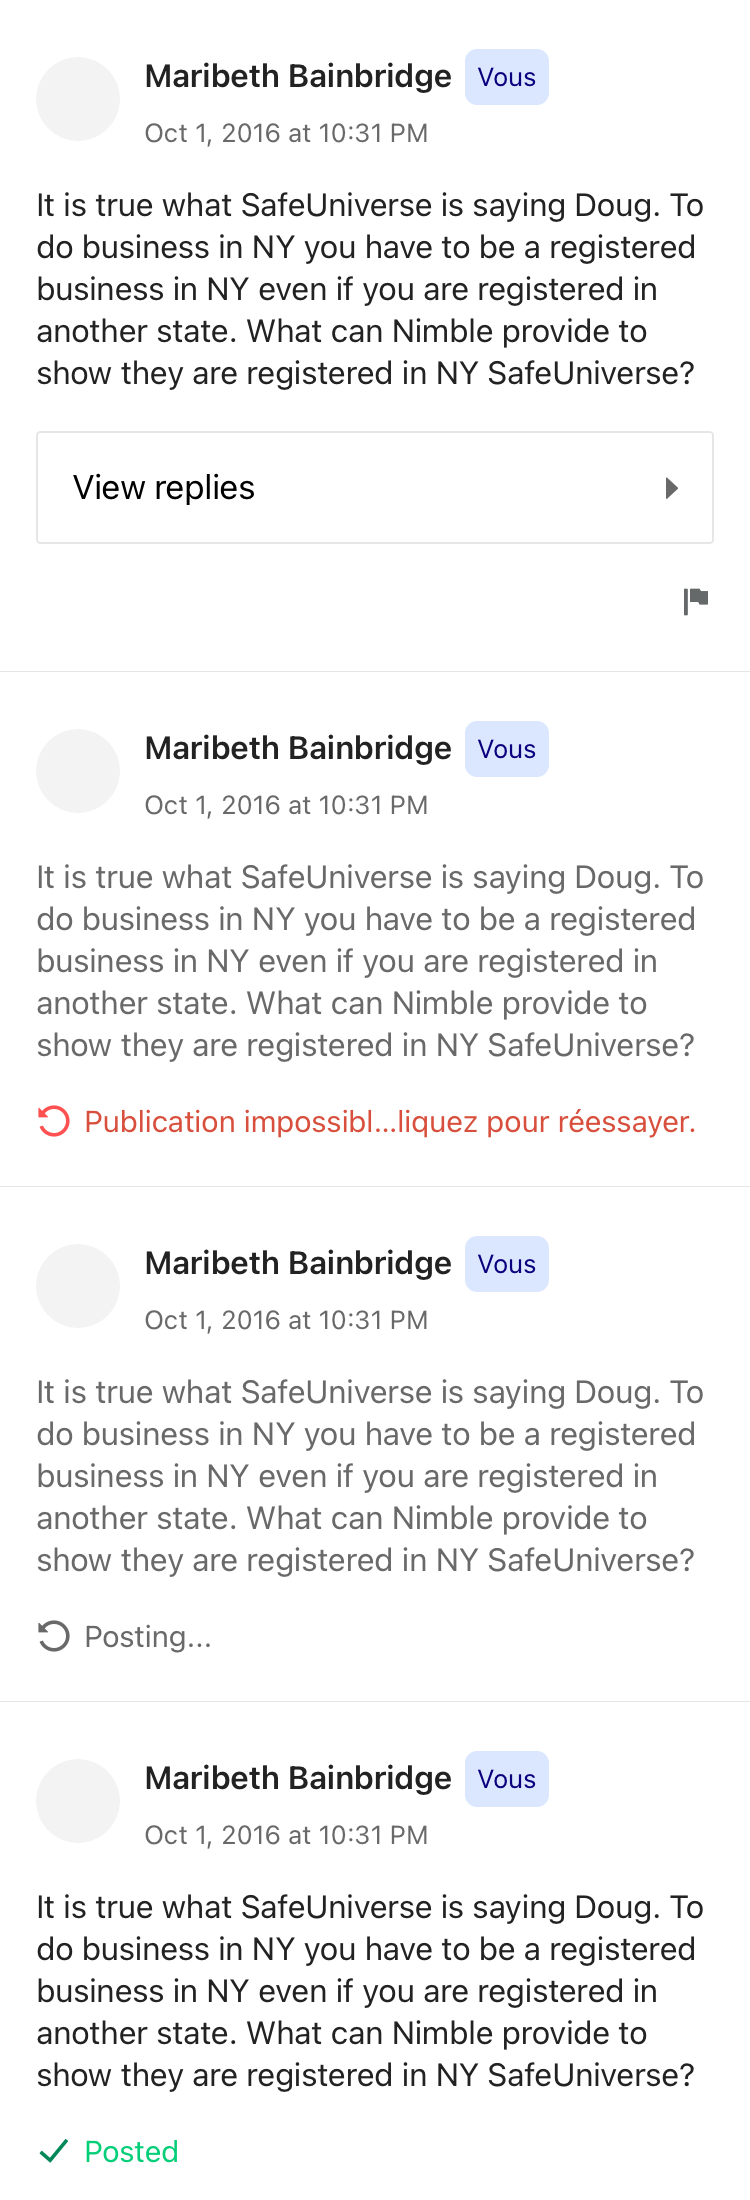 Maribeth Bainbridge Vous
Oct 1, 2016 at 10:31 PM
It is true what SafeUniverse is saying Doug. To
do business in NY you have to be a registered
business in NY even if you are registered in
another state. What can Nimble provide to
show they are registered in NY SafeUniverse?
View replies
Maribeth Bainbridge Vous
Oct 1, 2016 at 10:31 PM
It is true what SafeUniverse is saying Doug. To
do business in NY you have to be a registered
business in NY even if you are registered in
another state. What can Nimble provide to
show they are registered in NY SafeUniverse?
Publication impossibl...liquez pour réessayer.
Maribeth Bainbridge Vous
Oct 1, 2016 at 10:31 PM
It is true what SafeUniverse is saying Doug. To
do business in NY you have to be a registered
business in NY even if you are registered in
another state. What can Nimble provide to
show they are registered in NY SafeUniverse?
Posting...
Maribeth Bainbridge Vous
Oct 1, 2016 at 10:31 PM
It is true what SafeUniverse is saying Doug. To
do business in NY you have to be a registered
business in NY even if you are registered in
another state. What can Nimble provide to
show they are registered in NY SafeUniverse?
Posted